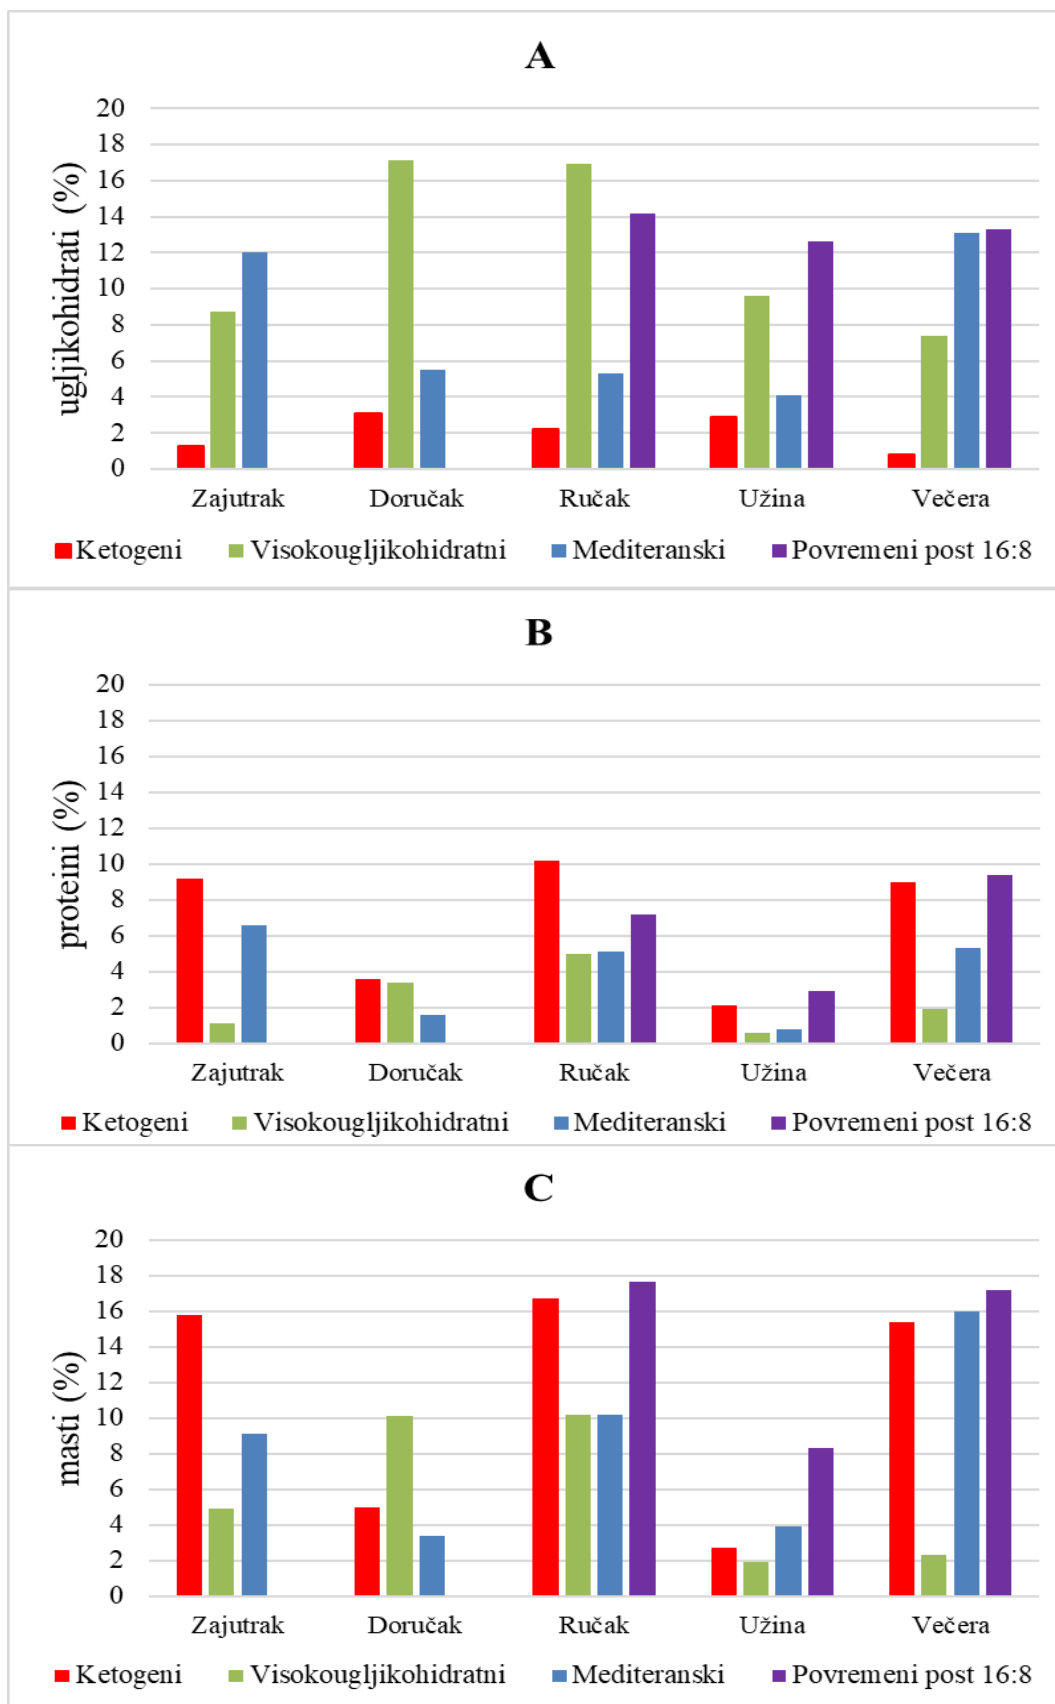 A
ugljikohidrati (%)
20
18
16
14
12
10
8
6
4
2
0
Zajutrak Doručak Ručak Užina Večera
Ketogeni Visokougljikohidratni Mediteranski Povremeni post 16:8
B
proteini (%)
20
18
16
14
12
10
8
6
4
2
0
Zajutrak Doručak Ručak Užina Večera
Ketogeni Visokougljikohidratni Mediteranski Povremeni post 16:8
C
masti (%)
20
18
16
14
12
10
8
6
4
2
0
Zajutrak Doručak Ručak Užina Večera
Ketogeni Visokougljikohidratni Mediteranski Povremeni post 16:8